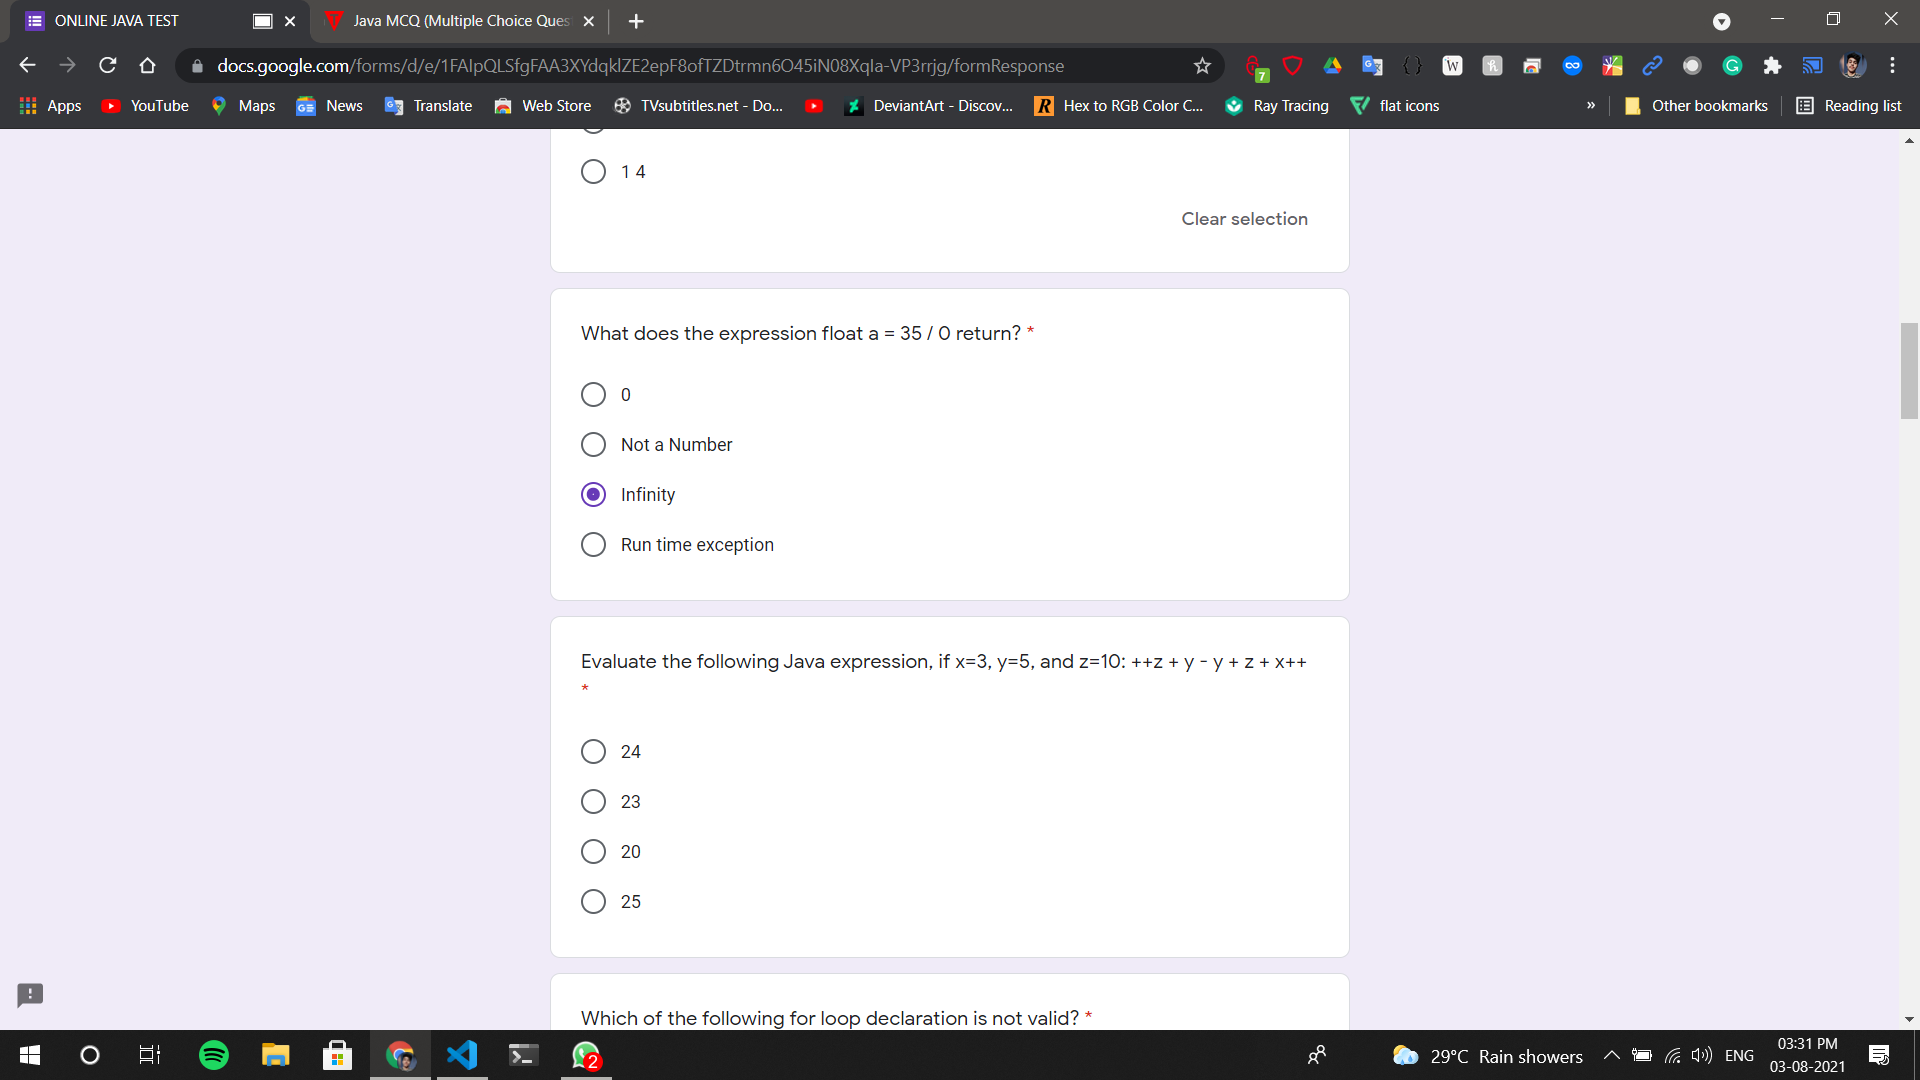 ONLINE JAVA TEST
Java MCQ (Multiple Choice Ques
docs.google.com/forms/d/e/1FAIpQLSfgFAA3XYdqklZE2epF8ofTZDtrmn6O45iN08XqIa-VP3rrjg/formResponse
7
Apps YouTube Maps News Translate Web Store TVsubtitles.net - Do... DeviantArt - Discov... Hex to RGB Color C... Ray Tracing flat icons » Other bookmarks Reading list
1 4
Clear selection
What does the expression float a = 35 / 0 return? *
0
Not a Number
Infinity
Run time exception
Evaluate the following Java expression, if x=3, y=5, and z=10: ++z + y - y + z + x++
*
24
23
20
25
Which of the following for loop declaration is not valid? *
2
29°C Rain showers
ENG
03:31 PM
03-08-2021